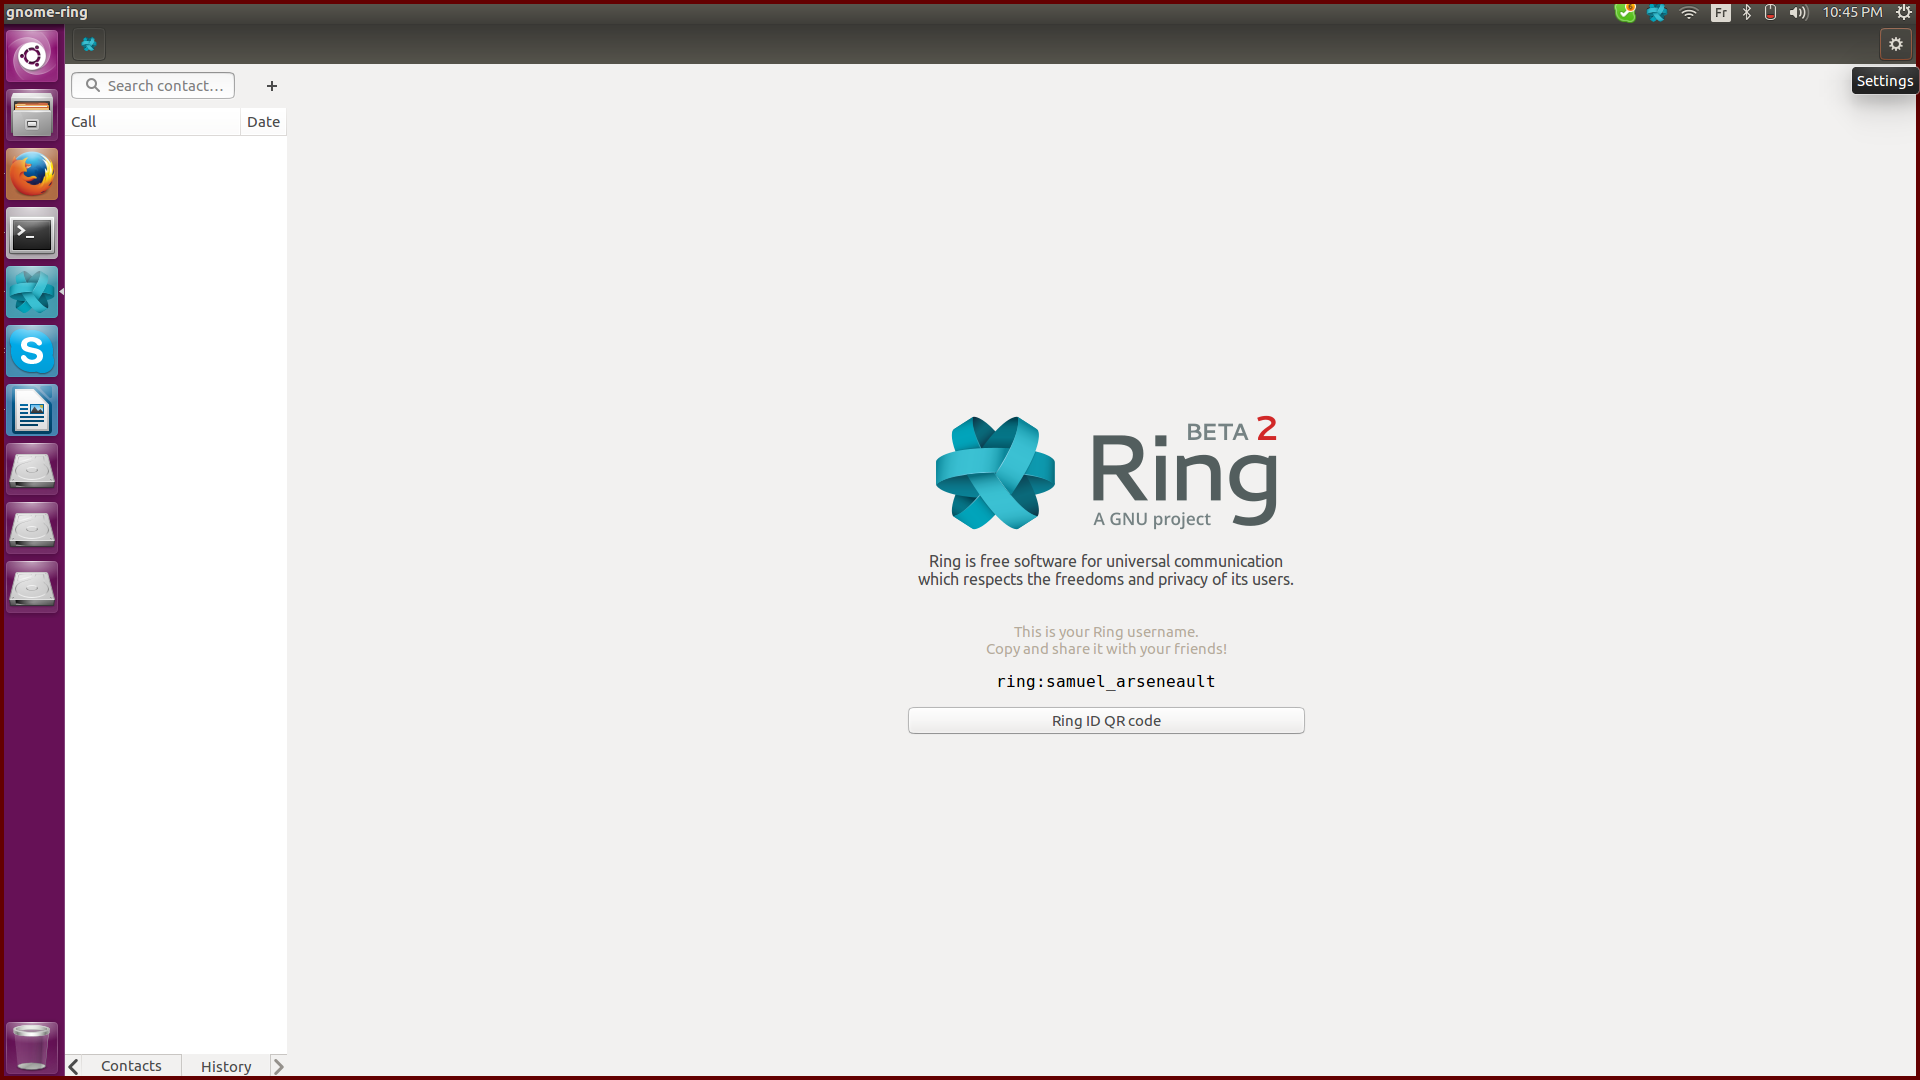 gnome-ring
Fr
10:45 PM
Settings
Search contact...
+
Call
Date
S
BETA 2
Ring
A GNU project
Ring is free software for universal communication
which respects the freedoms and privacy of its users.
This is your Ring username.
Copy and share it with your friends!
ring:samuel_arseneault
Ring ID QR code
Contacts
History